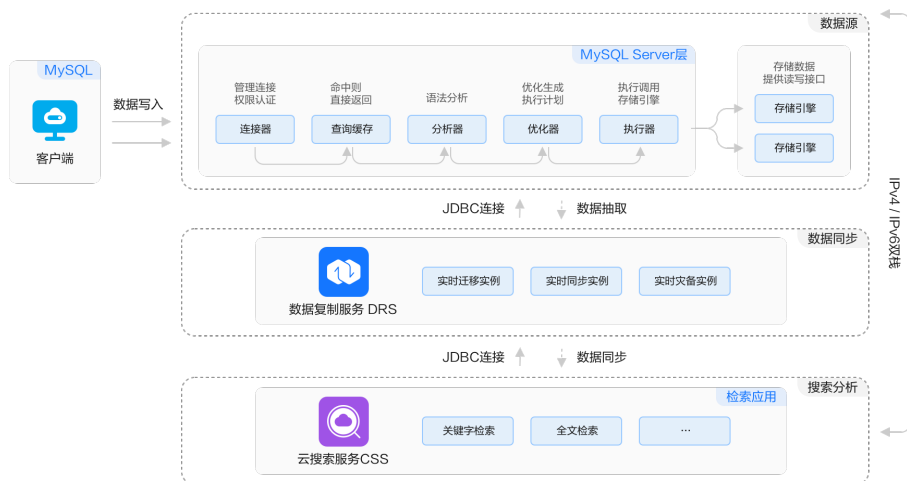 数据源
MySQL
客户端
数据写入
MySQL Server层
管理连接
权限认证
连接器
命中则
直接返回
查询缓存
语法分析
分析器
优化生成
执行计划
优化器
执行调用
存储引擎
执行器
存储数据
提供读写接口
存储引擎
存储引擎
JDBC连接
数据抽取
IPv4 / IPv6双栈
数据同步
数据复制服务 DRS
实时迁移实例
实时同步实例
实时灾备实例
JDBC连接
数据同步
搜索分析
检索应用
云搜索服务CSS
关键字检索
全文检索
...